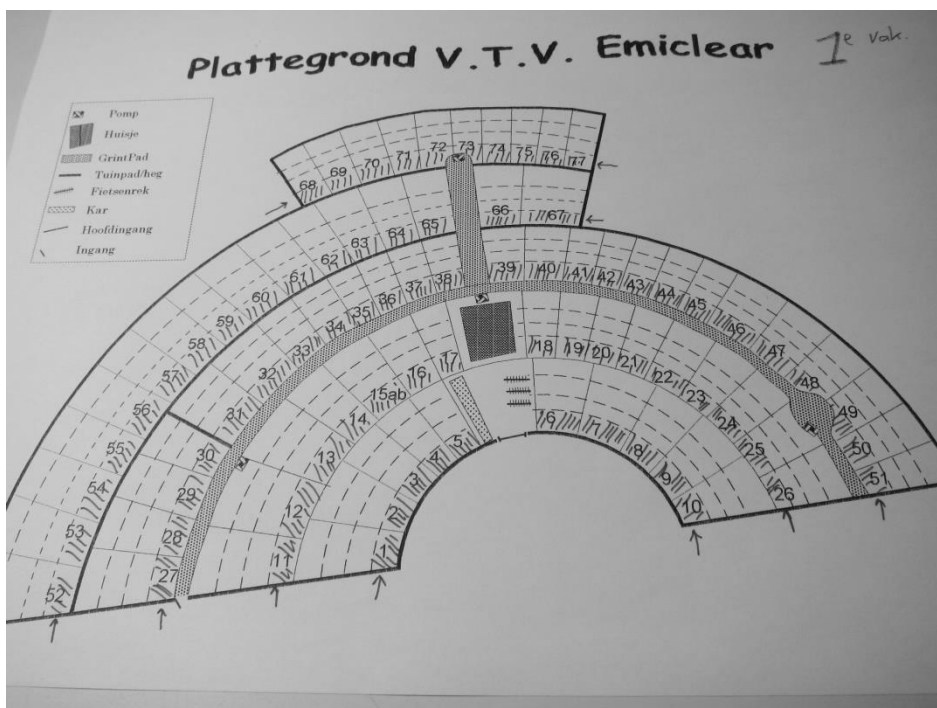 Plattegrond V.T.V. Emiclear
1e vak.
Pomp
Huisje
GrintPad
Tuinpad/heg
Fietsenrek
Kar
Hoofdingang
Ingang
68 69 70 71 72 73 74 75 76 77
52 53 54 55 56 57 58 59 60 61 62 63 64 65 66 67
27 28 29 30 31 32 33 34 35 36 37 38 39 40 41 42 43 44 45 46 47 48 49 50 51
11 12 13 14 15ab 16 17 18 19 20 21 22 23 24 25 26
1 2 3 4 5 6 7 8 9 10